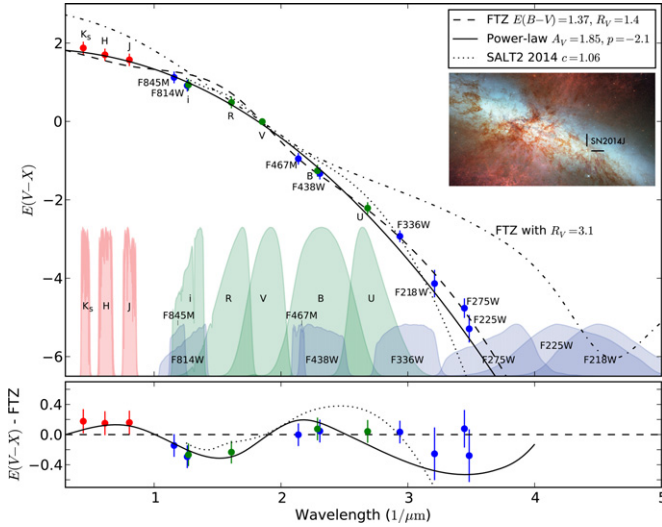 FTZ E(B−V)=1.37, R_V=1.4
Power-law A_V=1.85, p=−2.1
SALT2 2014 c=1.06
SN2014J
K_S
H
J
F845M
F814W
i
R
V
F467M
B
F438W
U
F336W
F218W
F275W
F225W
FTZ with R_V=3.1
K_S
H
J
i
R
V
B
U
F845M
F814W
F467M
F438W
F336W
F275W
F225W
F218W
E(V−X)
2
0
−2
−4
−6
E(V−X) - FTZ
0.4
0.0
−0.4
1
2
3
4
5
Wavelength (1/μm)